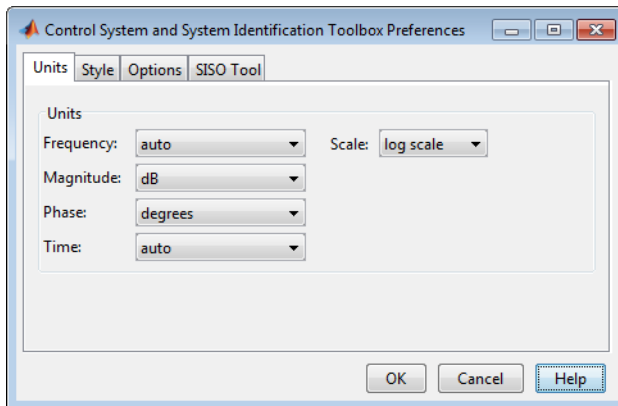 Control System and System Identification Toolbox Preferences
Units Style Options SISO Tool
Units
Frequency: auto Scale: log scale
Magnitude: dB
Phase: degrees
Time: auto
OK Cancel Help